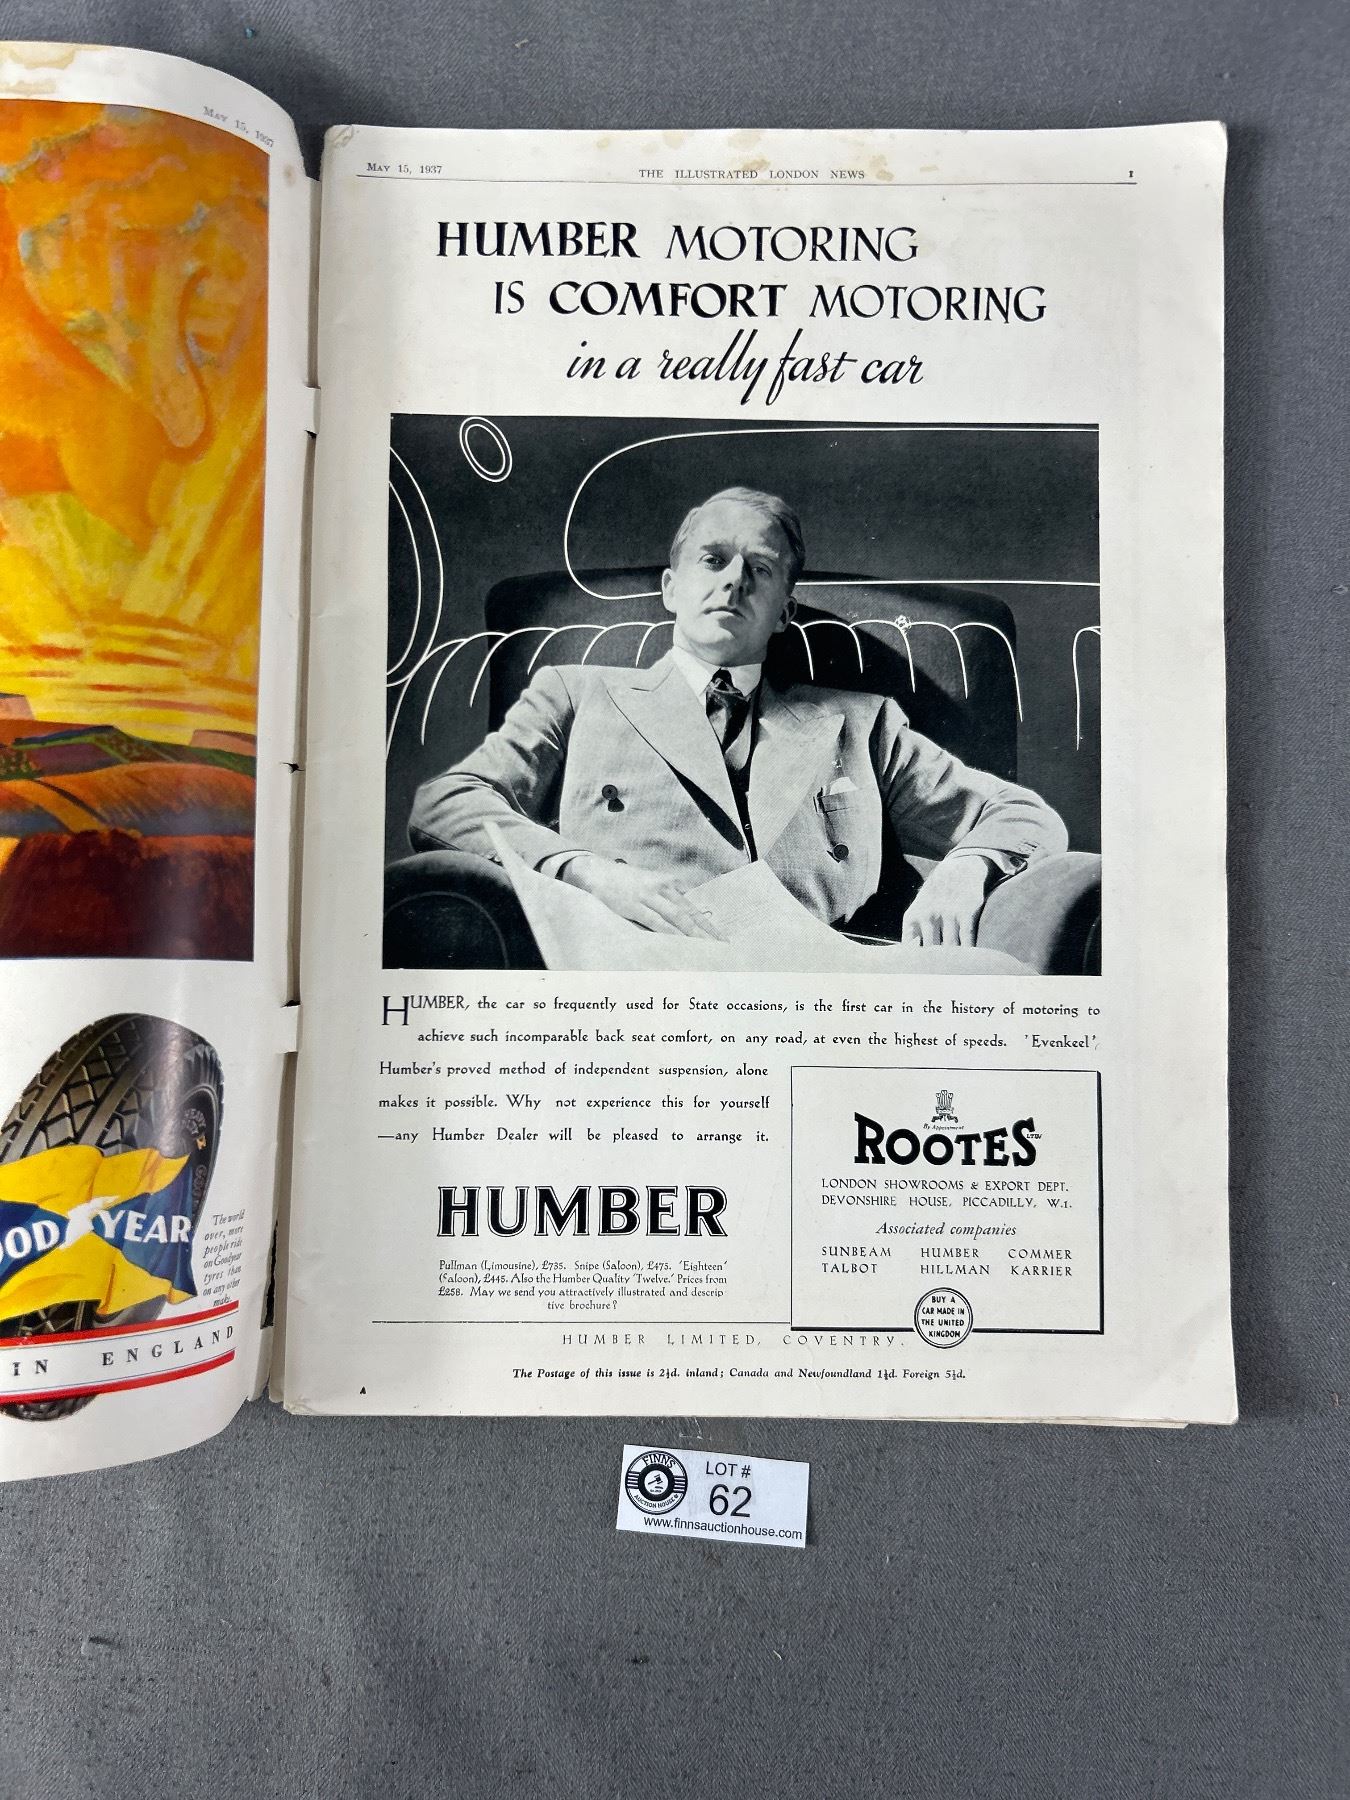 May 15, 1937
OOD YEAR
The world
over, more
people ride
on Goodyear
tyres than
on any other
make.
IN ENGLAND
May 15, 1937 THE ILLUSTRATED LONDON NEWS 1
HUMBER MOTORING
IS COMFORT MOTORING
in a really fast car
HUMBER, the car so frequently used for State occasions, is the first car in the history of motoring to
achieve such incomparable back seat comfort, on any road, at even the highest of speeds. 'Evenkeel',
Humber's proved method of independent suspension, alone
makes it possible. Why not experience this for yourself
—any Humber Dealer will be pleased to arrange it.
HUMBER
Pullman (Limousine), £735. Snipe (Saloon), £475. 'Eighteen'
(Saloon), £445. Also the Humber Quality 'Twelve.' Prices from
£258. May we send you attractively illustrated and descrip
tive brochure?
By Appointment
ROOTES LTD
LONDON SHOWROOMS & EXPORT DEPT.
DEVONSHIRE HOUSE, PICCADILLY, W.1.
Associated companies
SUNBEAM HUMBER COMMER
TALBOT HILLMAN KARRIER
BUY A
CAR MADE IN
THE UNITED
KINGDOM
HUMBER LIMITED, COVENTRY.
The Postage of this issue is 2½d. inland; Canada and Newfoundland 1½d. Foreign 5½d.
A
FINNS
AUCTION HOUSE
LOT #
62
www.finnsauctionhouse.com